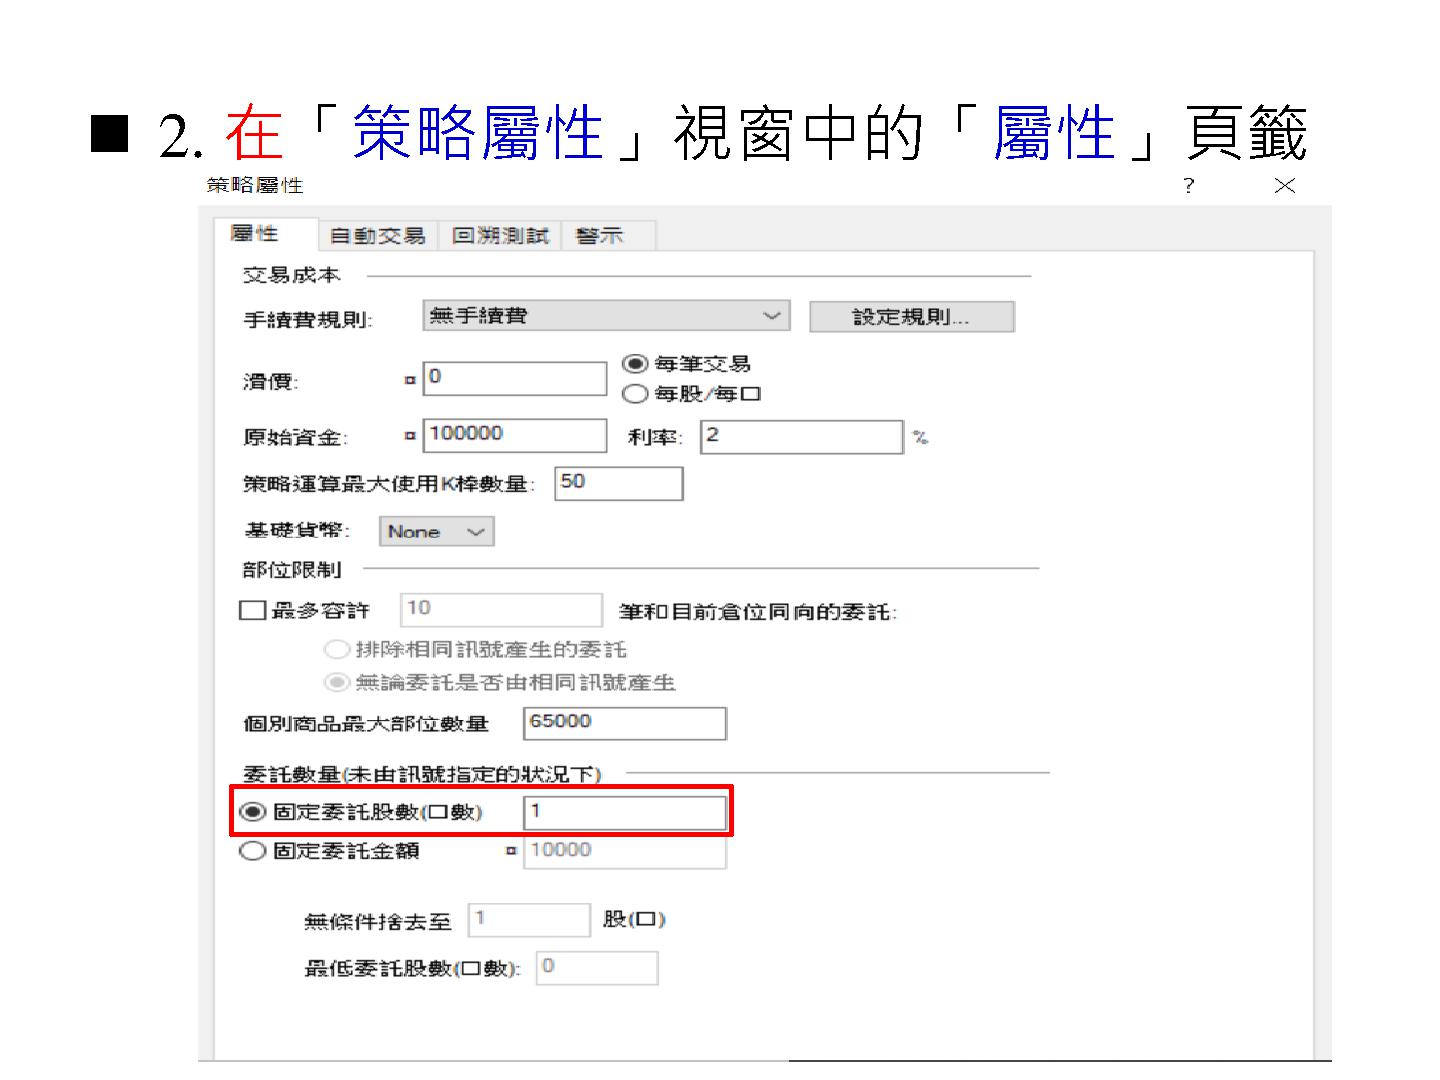 ■ 2. 在「策略屬性」視窗中的「屬性」頁籤
策略屬性 ? ×
屬性 自動交易 回溯測試 警示
交易成本
手續費規則: 無手續費 設定規則...
滑價: ¤ 0 每筆交易
每股/每口
原始資金: ¤ 100000 利率: 2 %
策略運算最大使用K棒數量: 50
基礎貨幣: None
部位限制
最多容許 10 筆和目前倉位同向的委託:
排除相同訊號產生的委託
無論委託是否由相同訊號產生
個別商品最大部位數量 65000
委託數量(未由訊號指定的狀況下)
固定委託股數(口數) 1
固定委託金額 ¤ 10000
無條件捨去至 1 股(口)
最低委託股數(口數): 0